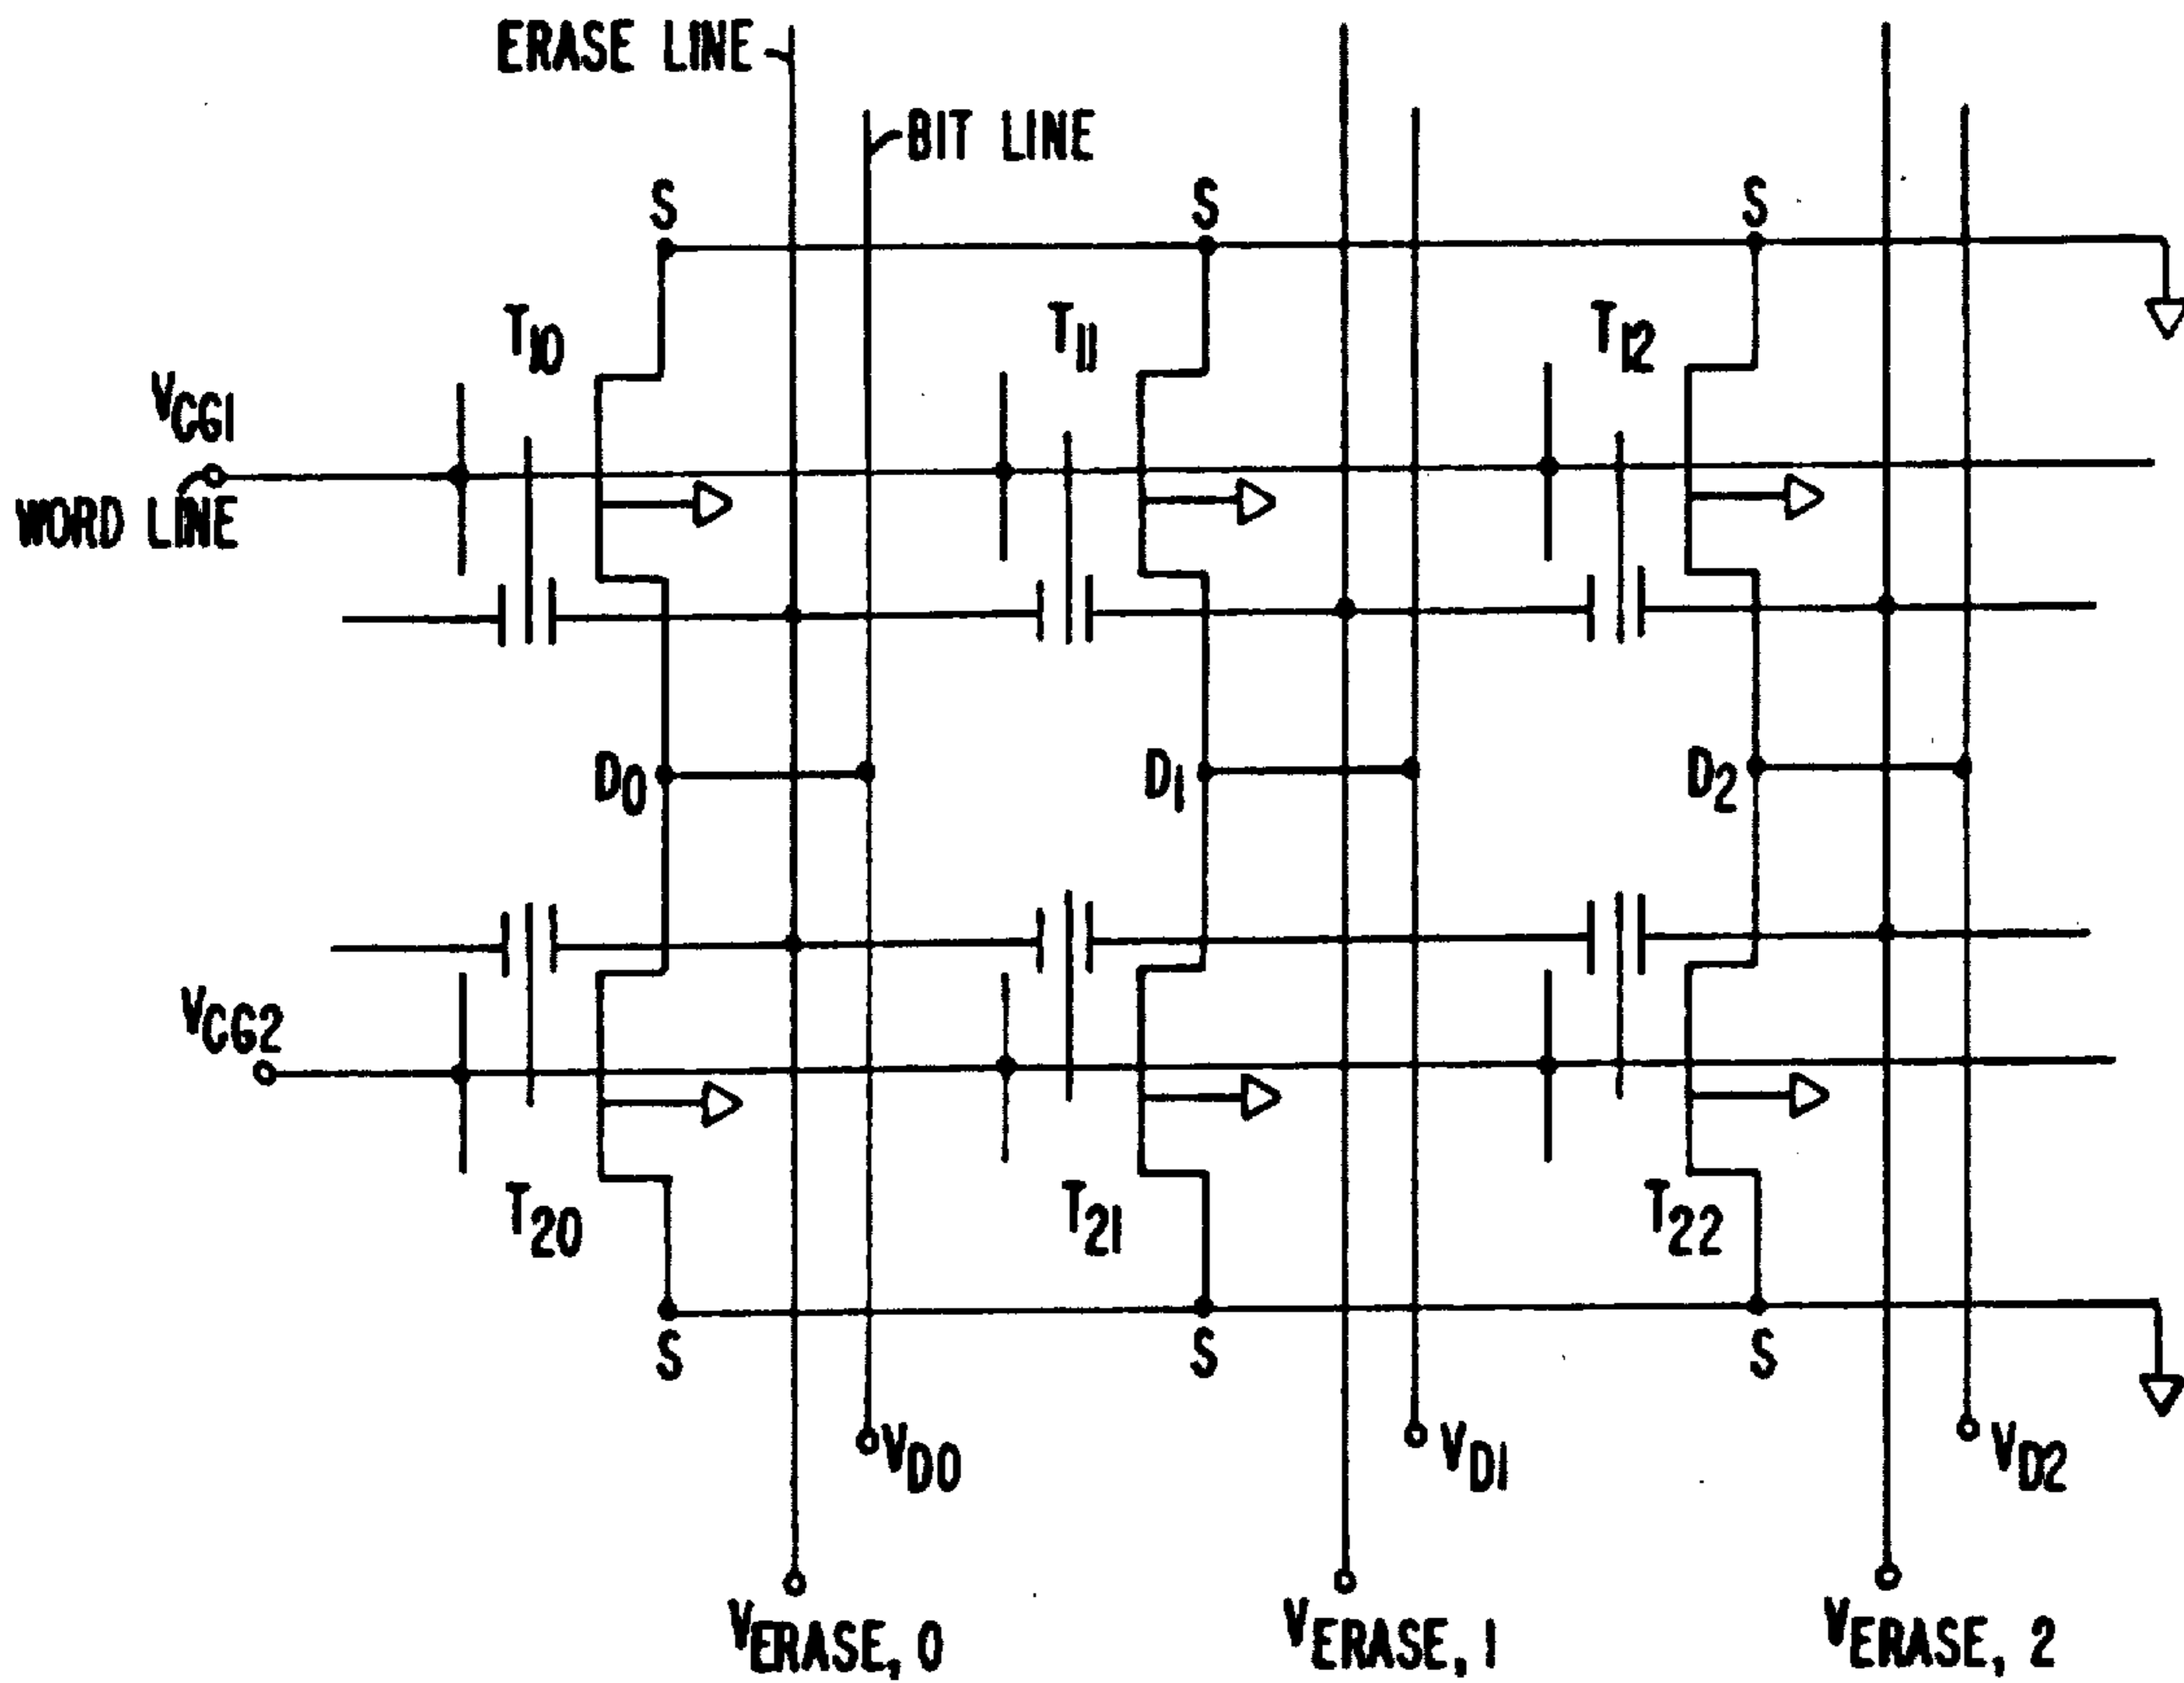 ERASE LINE
BIT LINE
S S S
T10 T11 T12
VCG1
WORD LINE
D0 D1 D2
VCG2
T20 T21 T22
S S S
VD0 VD1 VD2
VERASE, 0 VERASE, 1 VERASE, 2